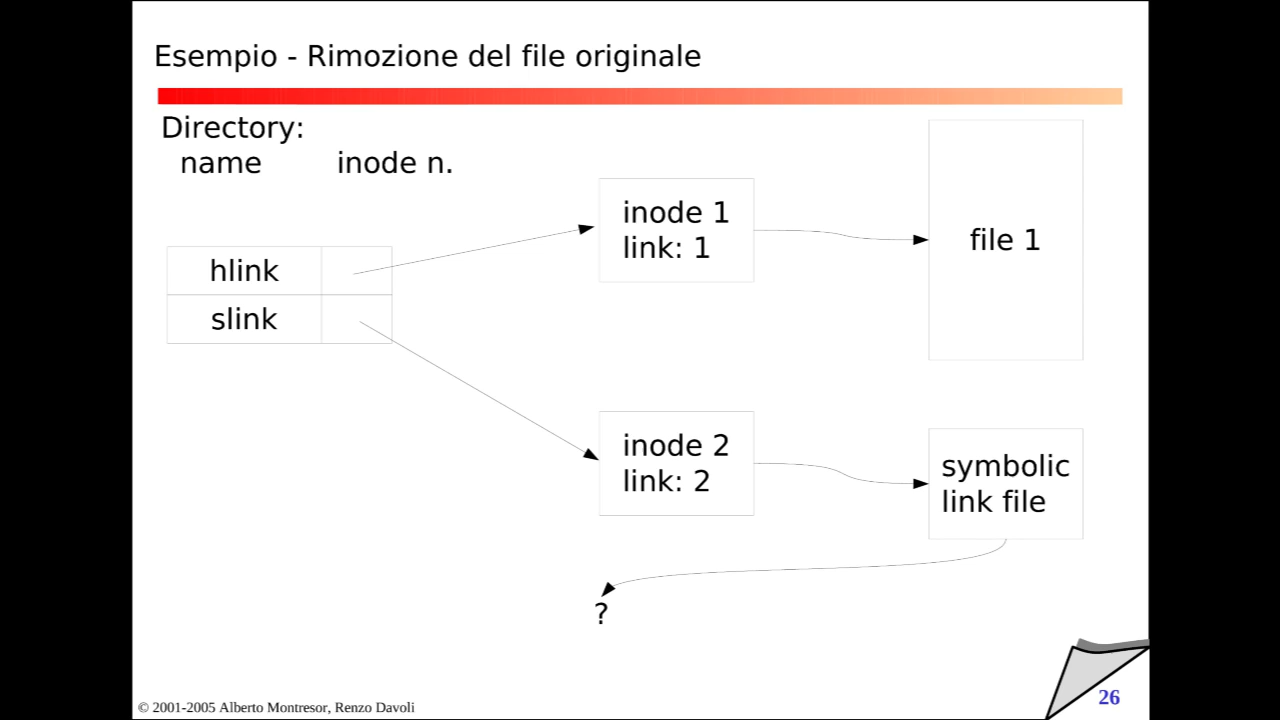 Esempio - Rimozione del file originale
Directory:
name inode n.
inode 1
link: 1
file 1
hlink
slink
inode 2
link: 2
symbolic
link file
?
© 2001-2005 Alberto Montresor, Renzo Davoli
26